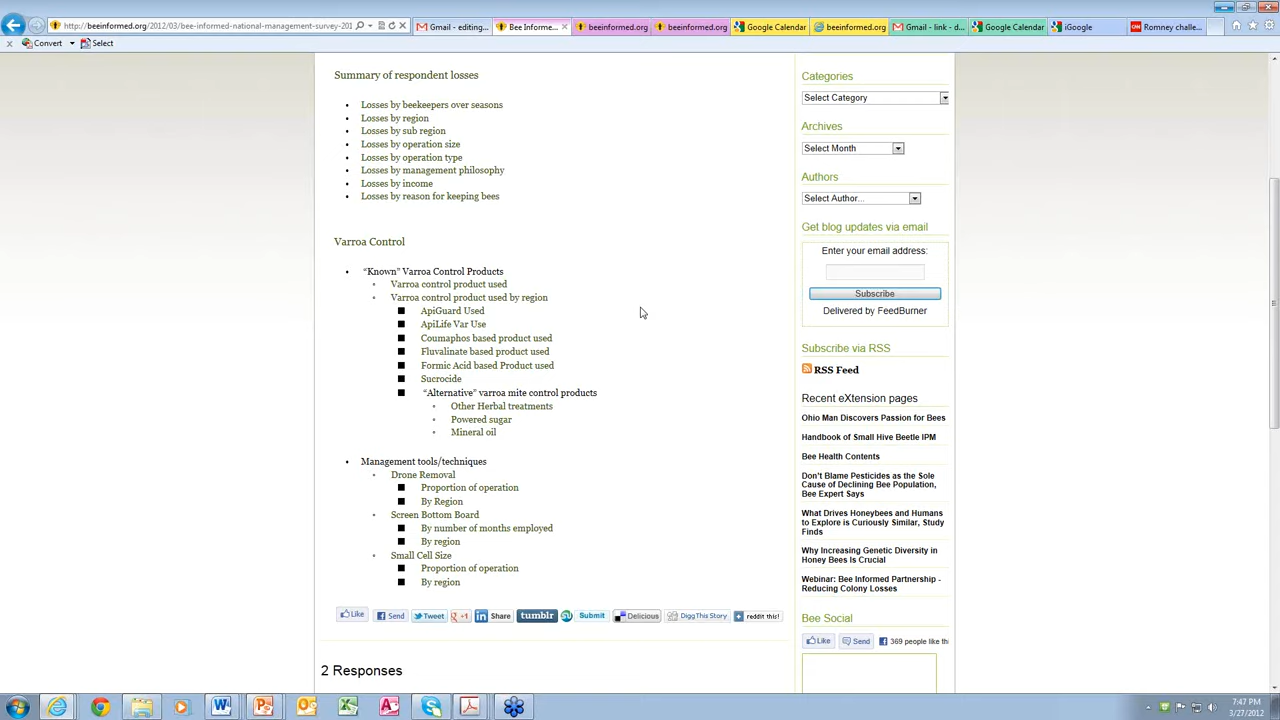 http://beeinformed.org/2012/03/bee-informed-national-management-survey-201
Gmail - editing...
Bee Informe...
beeinformed.org
beeinformed.org
Google Calendar
beeinformed.org
Gmail - link - d...
Google Calendar
iGoogle
Romney challe...
Convert
Select
Summary of respondent losses
Losses by beekeepers over seasons
Losses by region
Losses by sub region
Losses by operation size
Losses by operation type
Losses by management philosophy
Losses by income
Losses by reason for keeping bees
Varroa Control
“Known” Varroa Control Products
Varroa control product used
Varroa control product used by region
ApiGuard Used
ApiLife Var Use
Coumaphos based product used
Fluvalinate based product used
Formic Acid based Product used
Sucrocide
“Alternative” varroa mite control products
Other Herbal treatments
Powered sugar
Mineral oil
Management tools/techniques
Drone Removal
Proportion of operation
By Region
Screen Bottom Board
By number of months employed
By region
Small Cell Size
Proportion of operation
By region
Like
Send
Tweet
+1
Share
tumblr
Submit
Delicious
Digg This Story
reddit this!
2 Responses
Categories
Select Category
Archives
Select Month
Authors
Select Author...
Get blog updates via email
Enter your email address:
Subscribe
Delivered by FeedBurner
Subscribe via RSS
RSS Feed
Recent eXtension pages
Ohio Man Discovers Passion for Bees
Handbook of Small Hive Beetle IPM
Bee Health Contents
Don't Blame Pesticides as the Sole
Cause of Declining Bee Population,
Bee Expert Says
What Drives Honeybees and Humans
to Explore is Curiously Similar, Study
Finds
Why Increasing Genetic Diversity in
Honey Bees Is Crucial
Webinar: Bee Informed Partnership -
Reducing Colony Losses
Bee Social
Like
Send
369 people like th
7:47 PM
3/27/2012